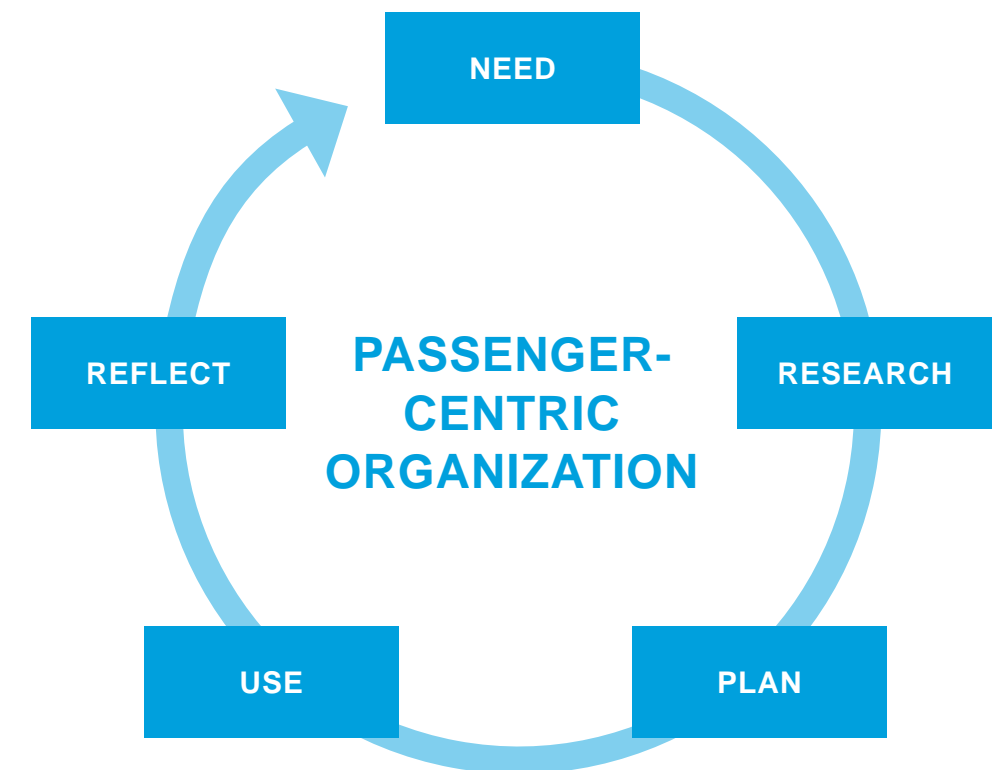 NEED
REFLECT
PASSENGER-
CENTRIC
ORGANIZATION
RESEARCH
USE
PLAN